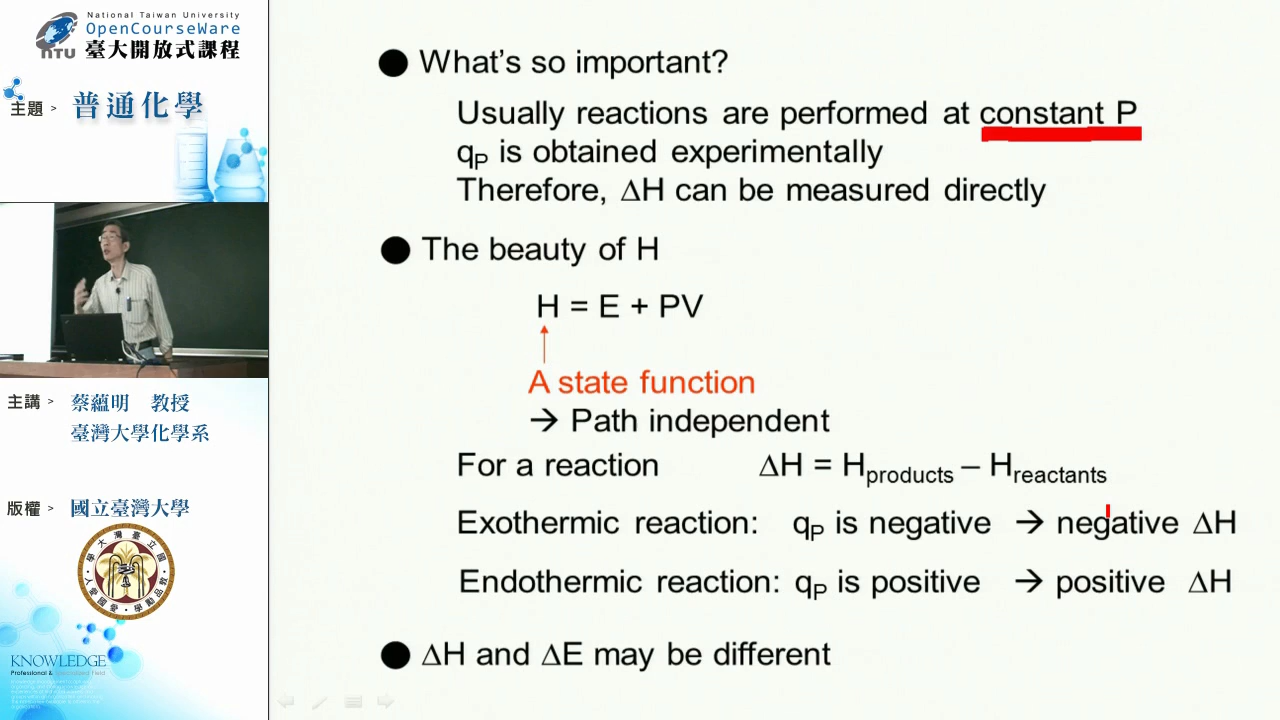 National Taiwan University
OpenCourseWare
NTU 臺大開放式課程
主題 > 普通化學
主講 > 蔡蘊明 教授
臺灣大學化學系
版權 > 國立臺灣大學
KNOWLEDGE
● What's so important?
Usually reactions are performed at constant P
qP is obtained experimentally
Therefore, ΔH can be measured directly
● The beauty of H
H = E + PV
A state function
→ Path independent
For a reaction ΔH = Hproducts – Hreactants
Exothermic reaction: qP is negative → negative ΔH
Endothermic reaction: qP is positive → positive ΔH
● ΔH and ΔE may be different